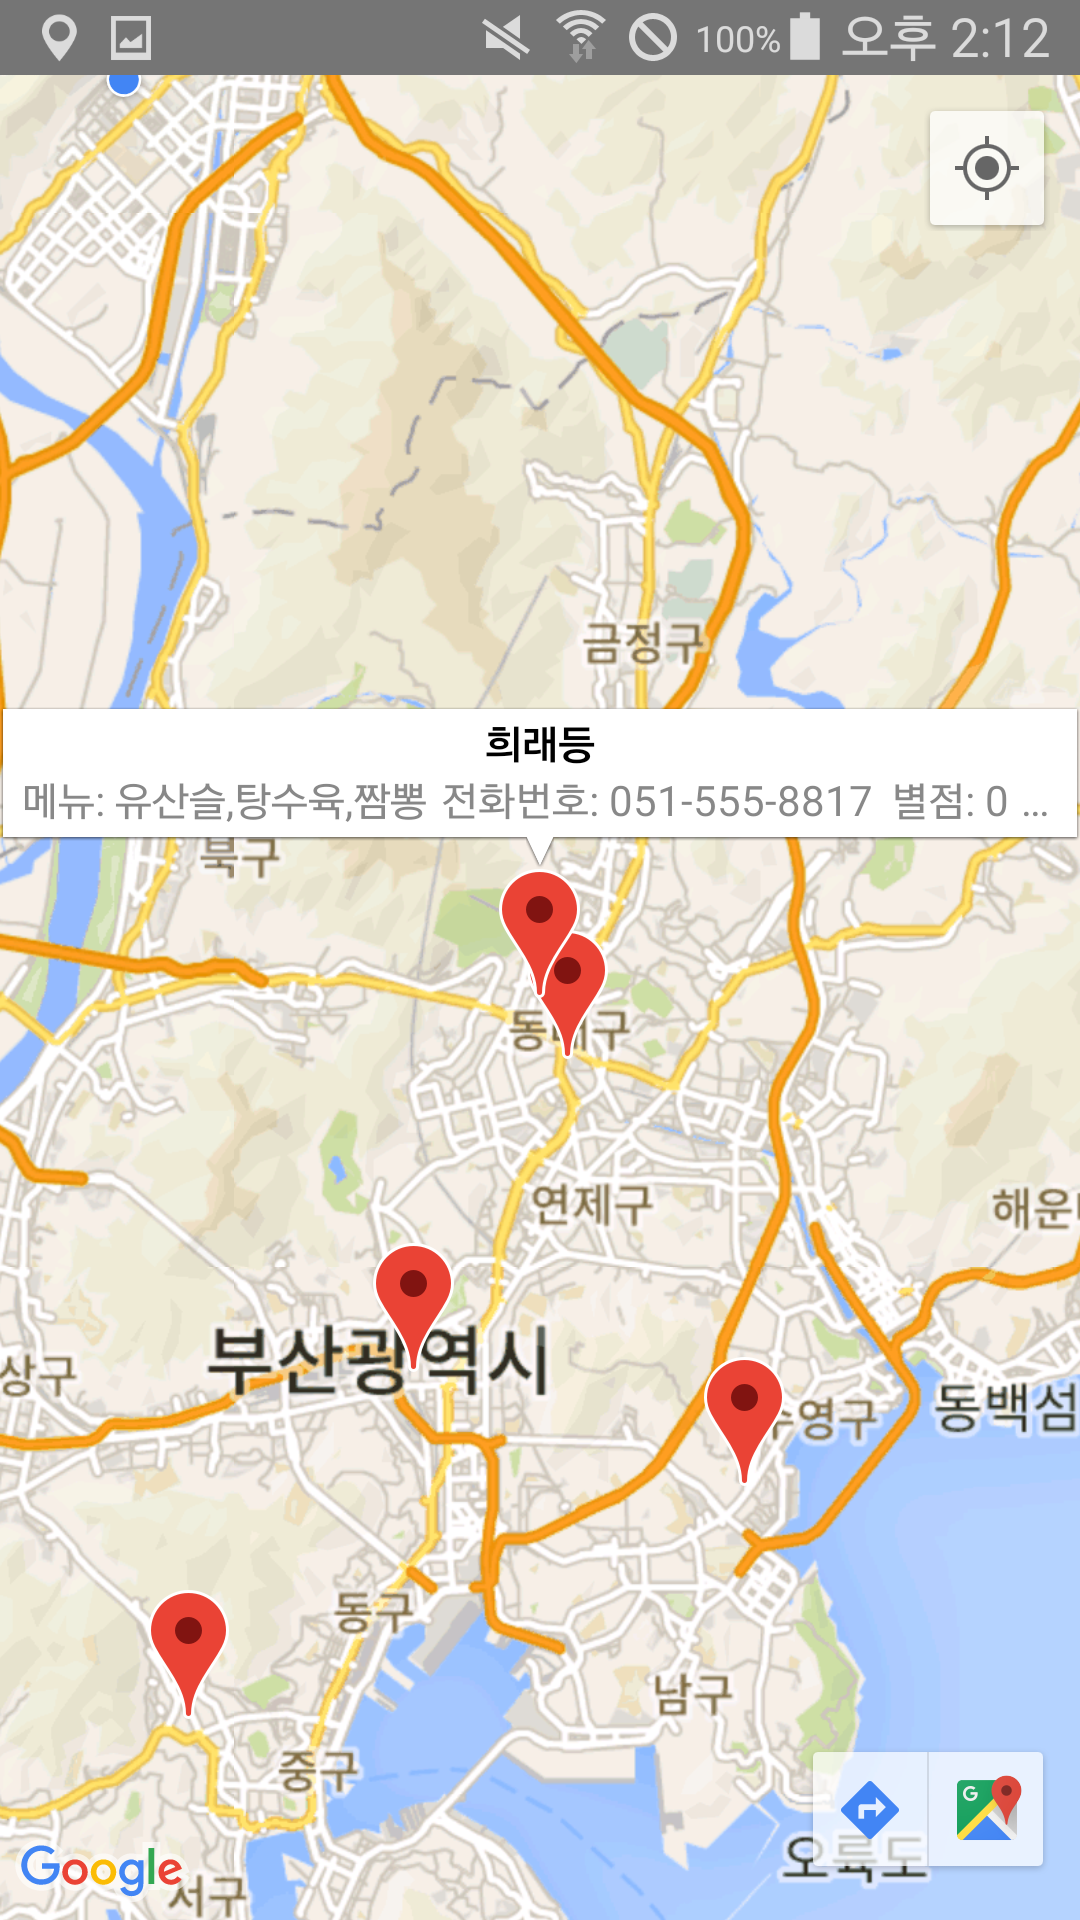 100% 오후 2:12
금정구
희래등
메뉴: 유산슬,탕수육,짬뽕 전화번호: 051-555-8817 별점: 0 ...
북구
동래구
연제구
해운
부산광역시
상구
수영구
동백섬
동구
남구
중구
오륙도
Google
서구